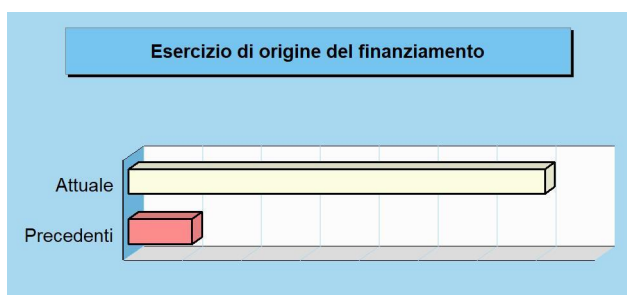 Esercizio di origine del finanziamento
Attuale
Precedenti